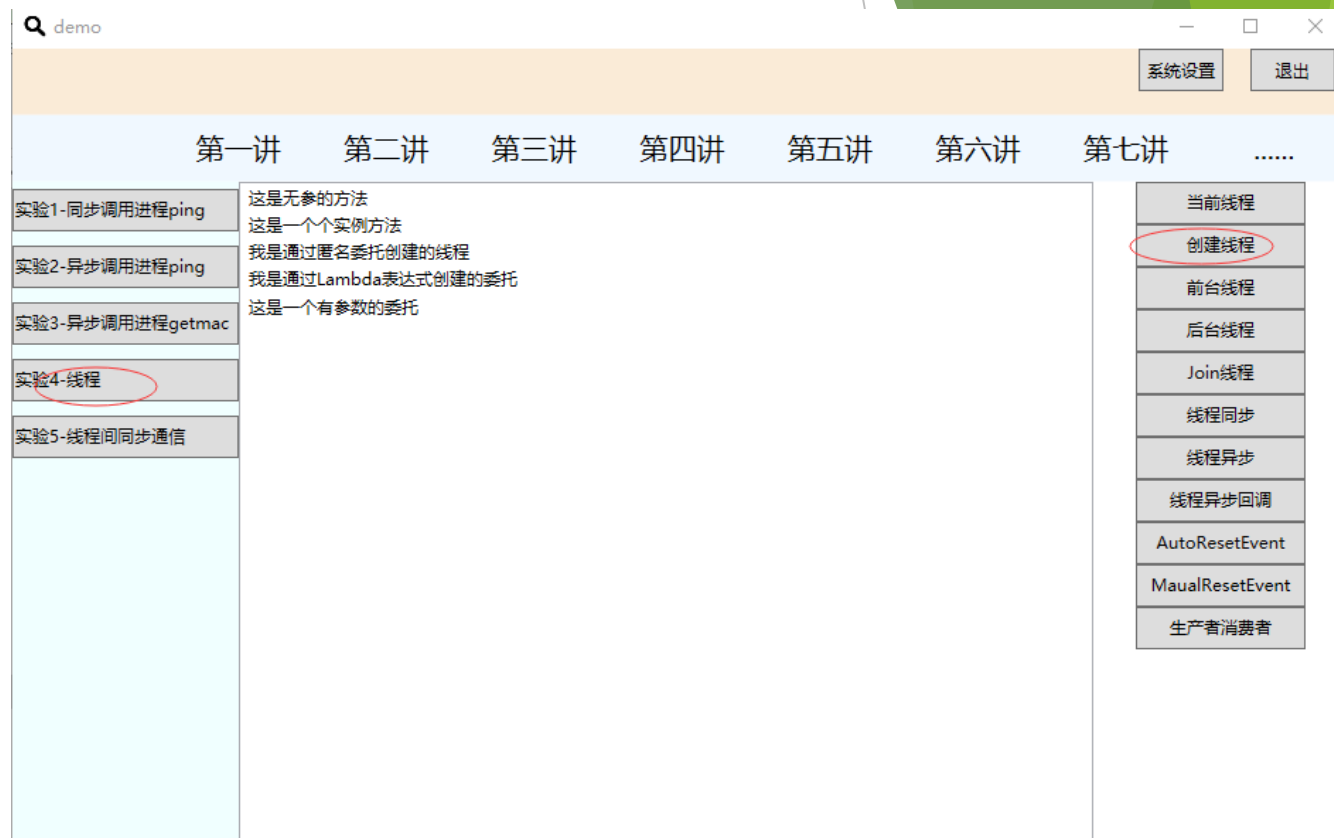 demo
系统设置
退出
第一讲 第二讲 第三讲 第四讲 第五讲 第六讲 第七讲 ......
实验1-同步调用进程ping
实验2-异步调用进程ping
实验3-异步调用进程getmac
实验4-线程
实验5-线程间同步通信
这是无参的方法
这是一个个实例方法
我是通过匿名委托创建的线程
我是通过Lambda表达式创建的委托
这是一个有参数的委托
当前线程
创建线程
前台线程
后台线程
Join线程
线程同步
线程异步
线程异步回调
AutoResetEvent
MaualResetEvent
生产者消费者